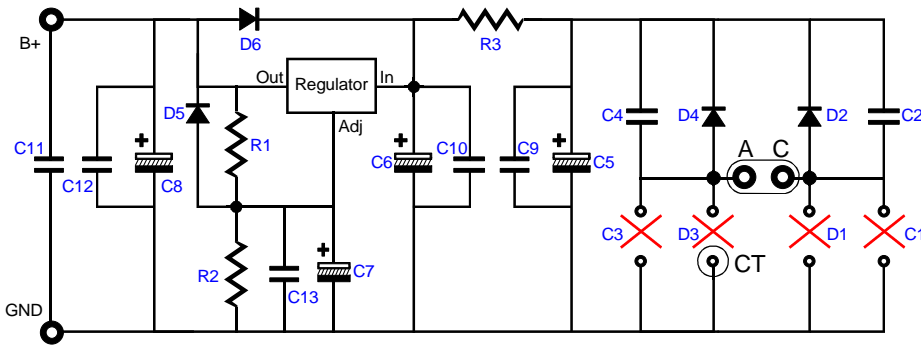 B+
D6
R3
Out
Regulator
In
Adj
D5
R1
C11
C12
C8
C6
C10
C9
C5
C4
D4
D2
C2
A
C
C3
D3
D1
C1
CT
R2
C13
C7
GND